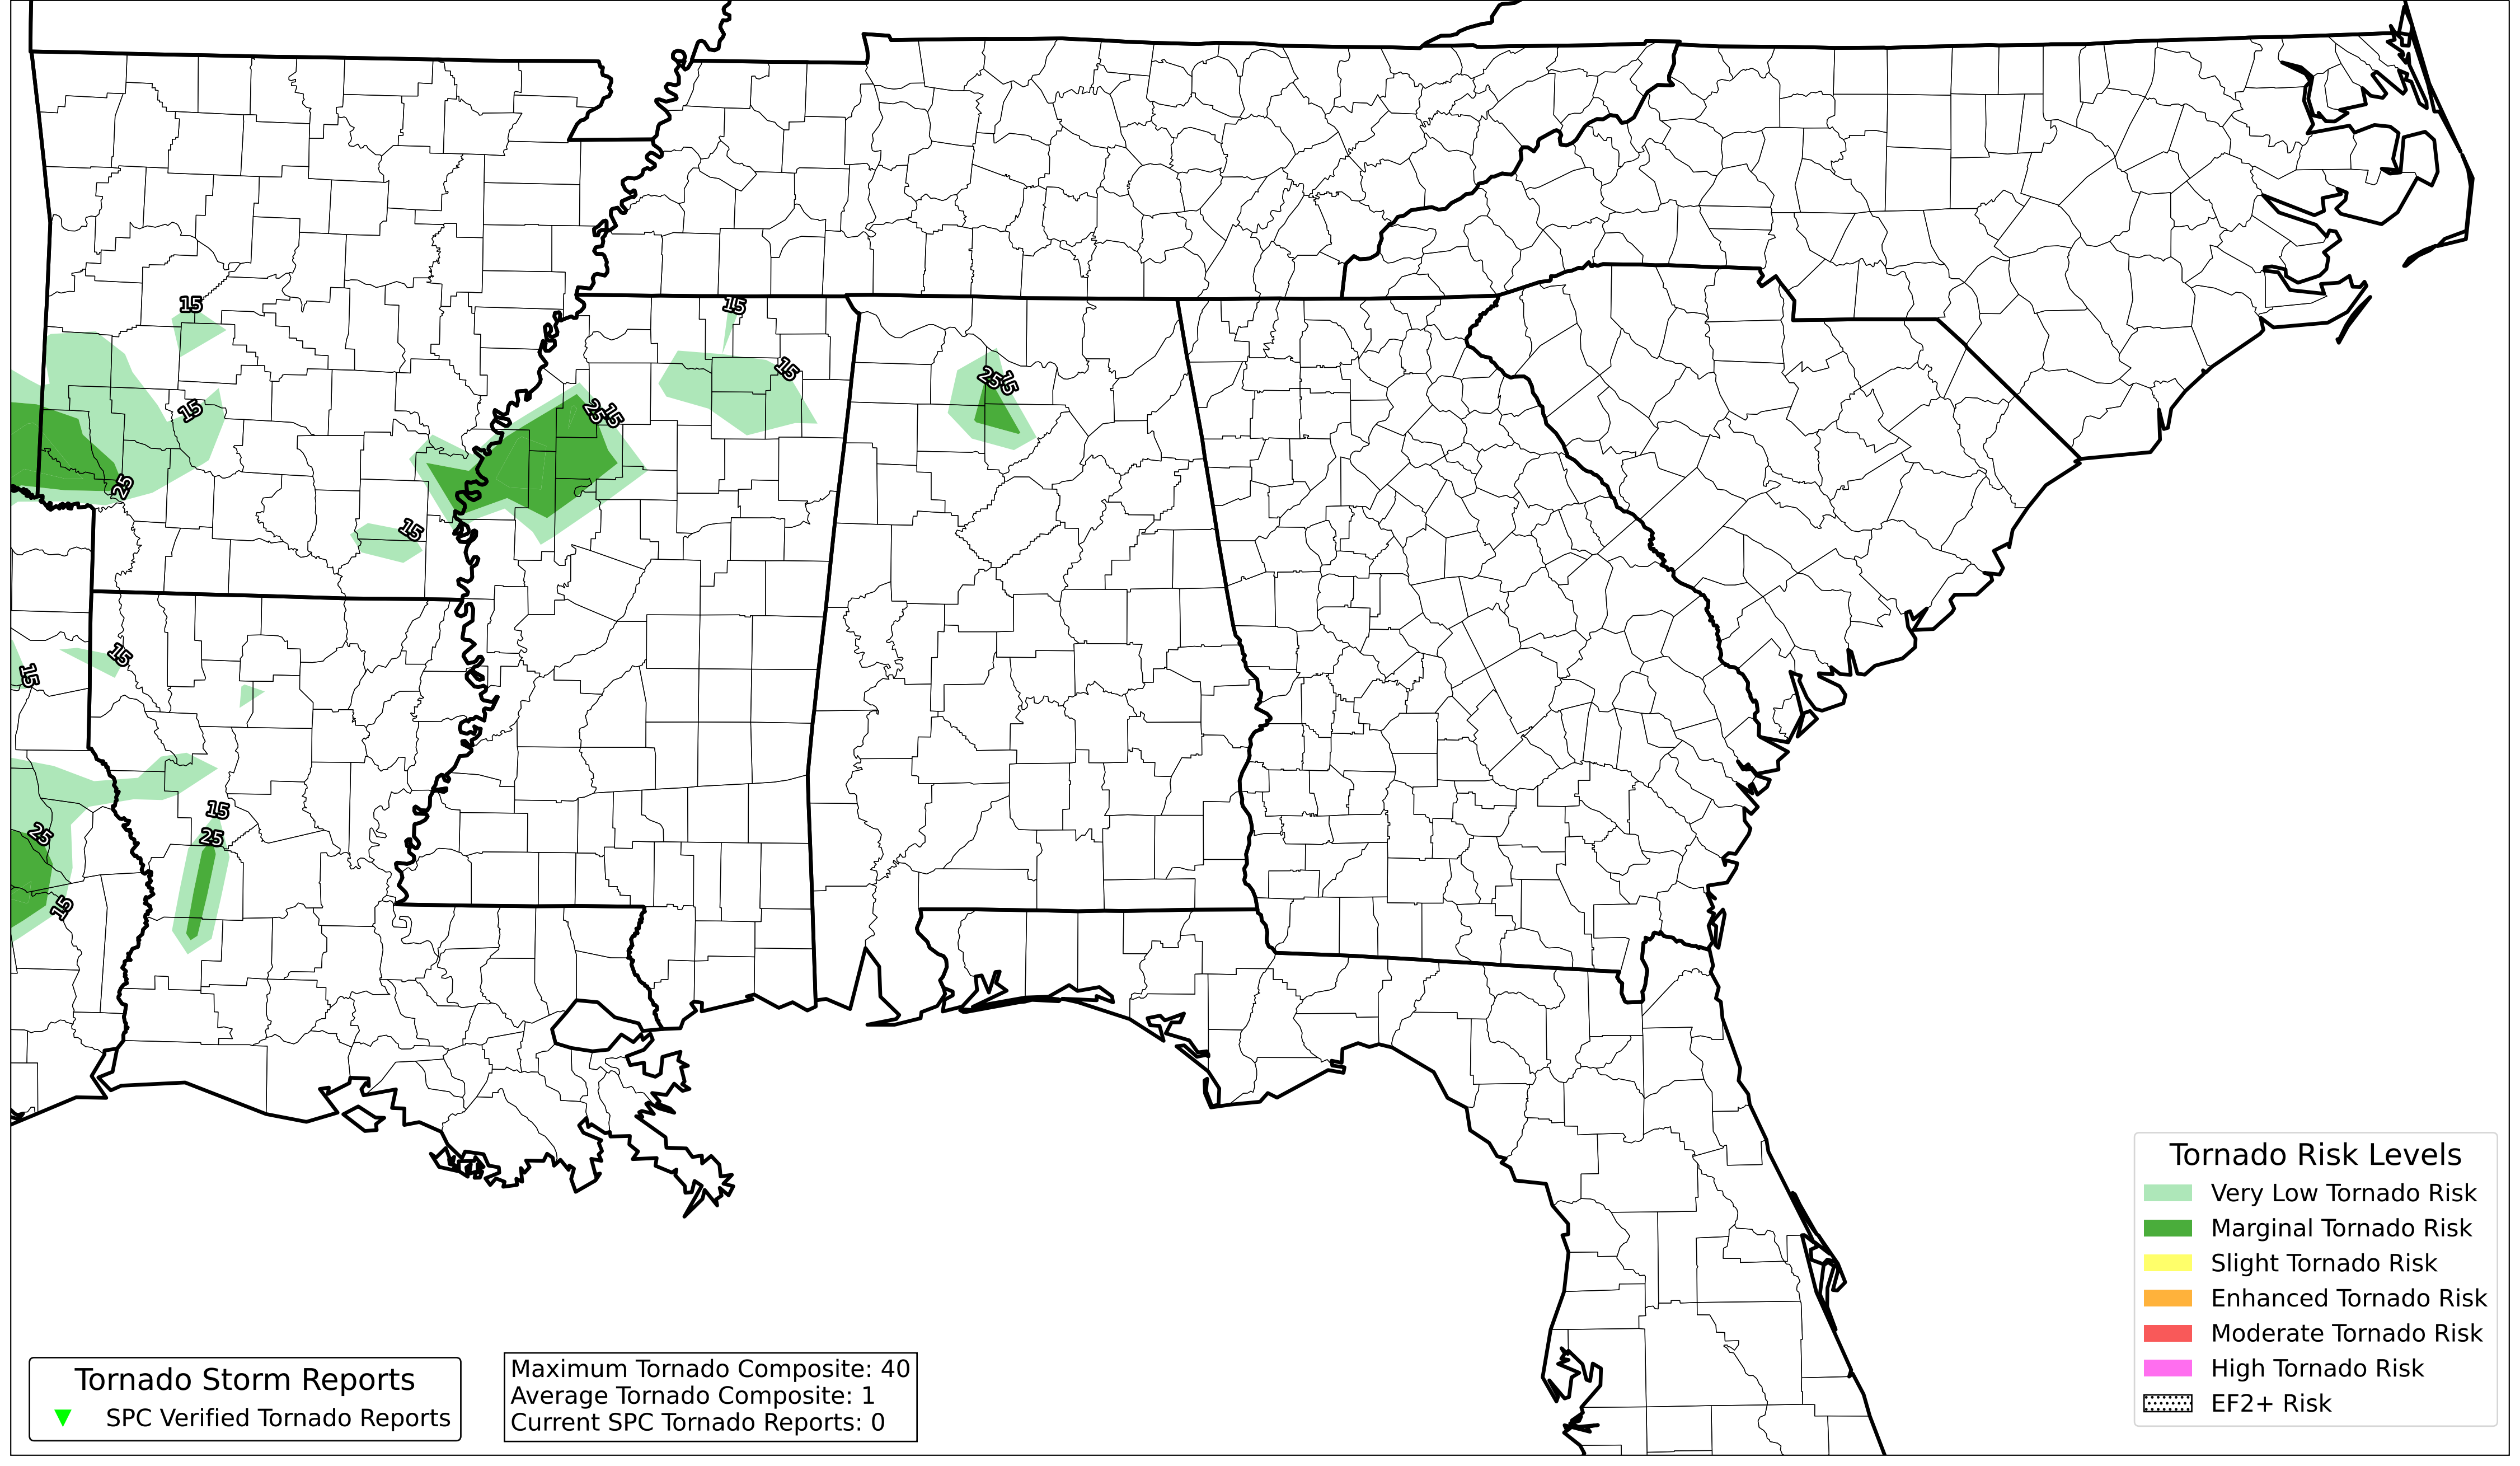 15
15
15
25
15
15
25
15
15
25
15
15
15
15
25
25
15
Tornado Risk Levels
Very Low Tornado Risk
Marginal Tornado Risk
Slight Tornado Risk
Enhanced Tornado Risk
Moderate Tornado Risk
High Tornado Risk
EF2+ Risk
Tornado Storm Reports
SPC Verified Tornado Reports
Maximum Tornado Composite: 40
Average Tornado Composite: 1
Current SPC Tornado Reports: 0